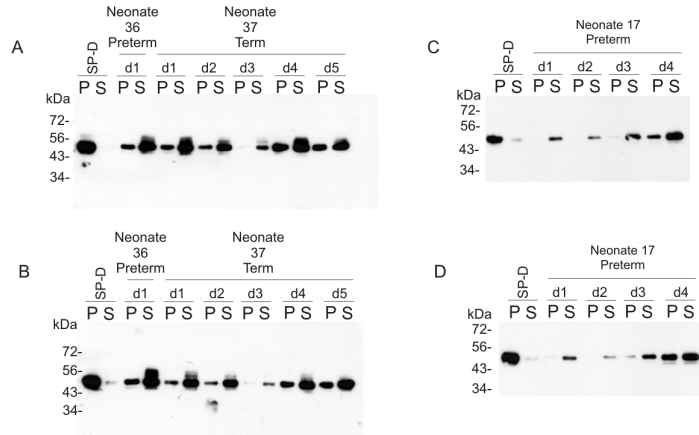 A
Neonate
36
Preterm
Neonate
37
Term
SP-D
d1 d1 d2 d3 d4 d5
P S P S P S P S P S P S P S
kDa
72-
56-
43-
34-
B
Neonate
36
Preterm
Neonate
37
Term
SP-D
d1 d1 d2 d3 d4 d5
P S P S P S P S P S P S P S
kDa
72-
56-
43-
34-
C
Neonate 17
Preterm
SP-D
d1 d2 d3 d4
P S P S P S P S P S
kDa
72-
56-
43-
34-
D
Neonate 17
Preterm
SP-D
d1 d2 d3 d4
P S P S P S P S P S
kDa
72-
56-
43-
34-